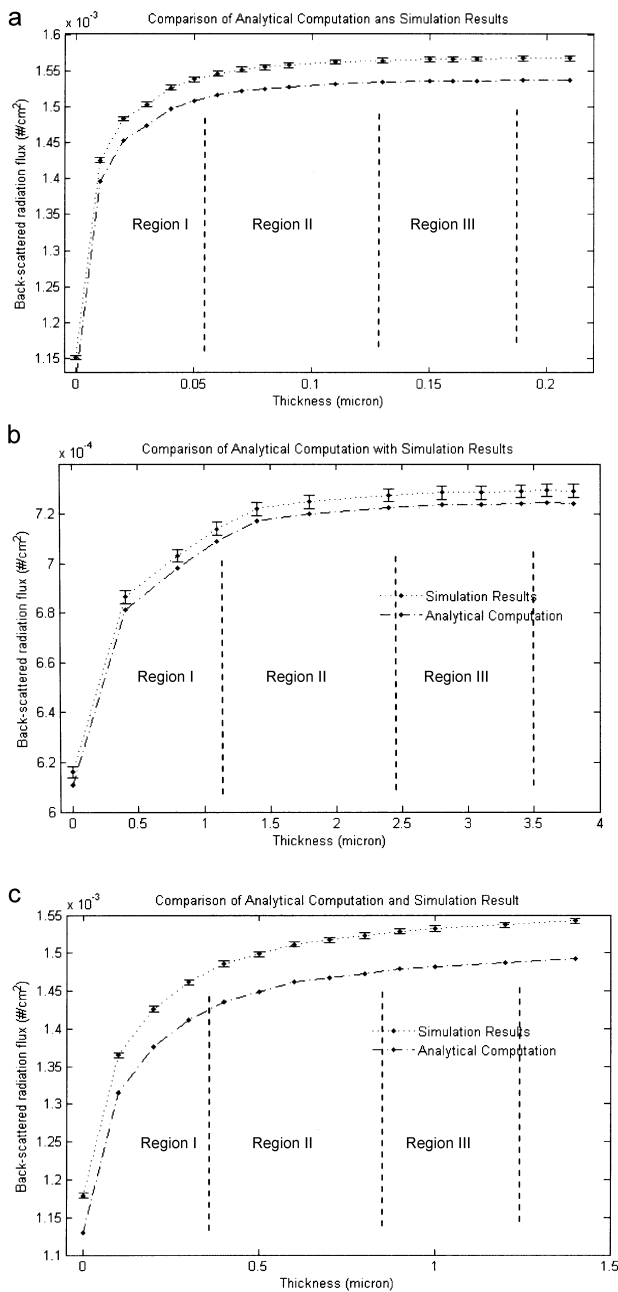 a
Comparison of Analytical Computation ans Simulation Results
x 10⁻³
1.6
1.55
1.5
1.45
1.4
1.35
1.3
1.25
1.2
1.15
Back-scattered radiation flux (#/cm²)
Region I
Region II
Region III
0
0.05
0.1
0.15
0.2
Thickness (micron)
b
Comparison of Analytical Computation with Simulation Results
x 10⁻⁴
7.2
7
6.8
6.6
6.4
6.2
6
Back-scattered radiation flux (#/cm²)
Simulation Results
Analytical Computation
Region I
Region II
Region III
0
0.5
1
1.5
2
2.5
3
3.5
4
Thickness (micron)
c
Comparison of Analytical Computation and Simulation Result
x 10⁻³
1.55
1.5
1.45
1.4
1.35
1.3
1.25
1.2
1.15
1.1
Back-scattered radiation flux (#/cm²)
Simulation Results
Analytical Computation
Region I
Region II
Region III
0
0.5
1
1.5
Thickness (micron)